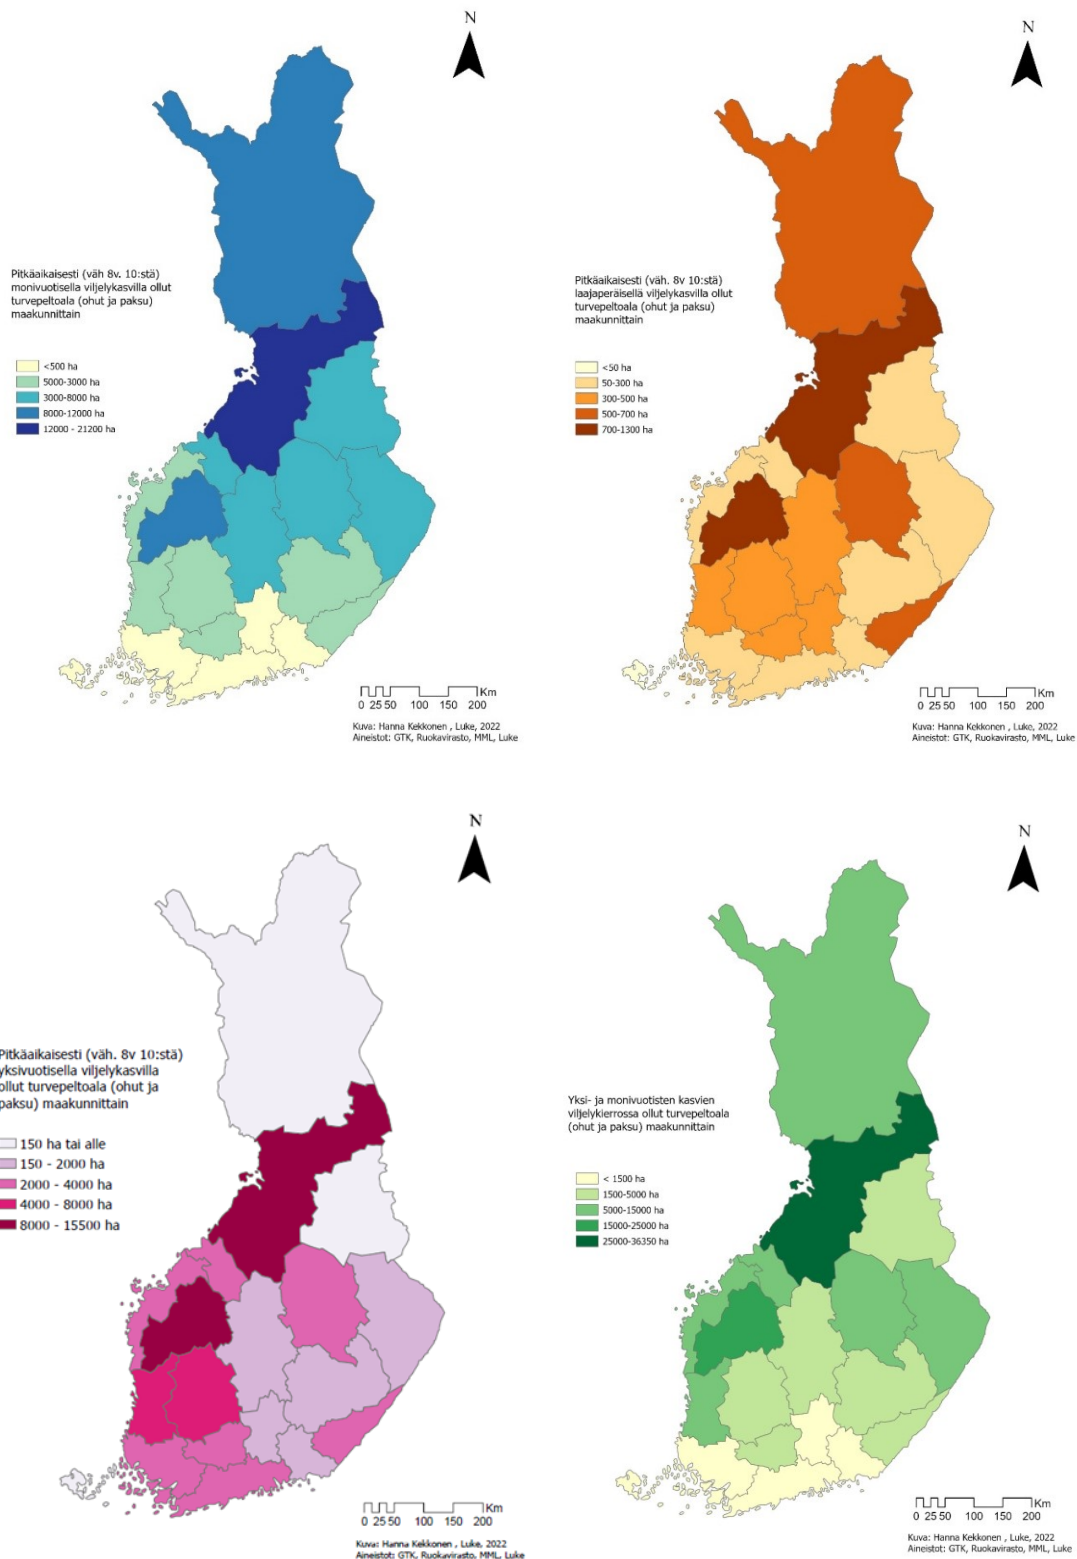 N
Pitkäaikaisesti (väh 8v. 10:stä)
monivuotisella viljelykasvilla ollut
turvepeltoala (ohut ja paksu)
maakunnittain
<500 ha
5000-3000 ha
3000-8000 ha
8000-12000 ha
12000 - 21200 ha
Km
0 25 50 100 150 200
Kuva: Hanna Kekkonen , Luke, 2022
Aineistot: GTK, Ruokavirasto, MML, Luke
N
Pitkäaikaisesti (väh. 8v 10:stä)
laajaperäisellä viljelykasvilla ollut
turvepeltoala (ohut ja paksu)
maakunnittain
<50 ha
50-300 ha
300-500 ha
500-700 ha
700-1300 ha
Km
0 25 50 100 150 200
Kuva: Hanna Kekkonen , Luke, 2022
Aineistot: GTK, Ruokavirasto, MML, Luke
N
Pitkäaikaisesti (väh. 8v 10:stä)
yksivuotisella viljelykasvilla
ollut turvepeltoala (ohut ja
paksu) maakunnittain
150 ha tai alle
150 - 2000 ha
2000 - 4000 ha
4000 - 8000 ha
8000 - 15500 ha
Km
0 25 50 100 150 200
Kuva: Hanna Kekkonen , Luke, 2022
Aineistot: GTK, Ruokavirasto, MML, Luke
N
Yksi- ja monivuotisten kasvien
viljelykierrossa ollut turvepeltoala
(ohut ja paksu) maakunnittain
< 1500 ha
1500-5000 ha
5000-15000 ha
15000-25000 ha
25000-36350 ha
Km
0 25 50 100 150 200
Kuva: Hanna Kekkonen , Luke, 2022
Aineistot: GTK, Ruokavirasto, MML, Luke